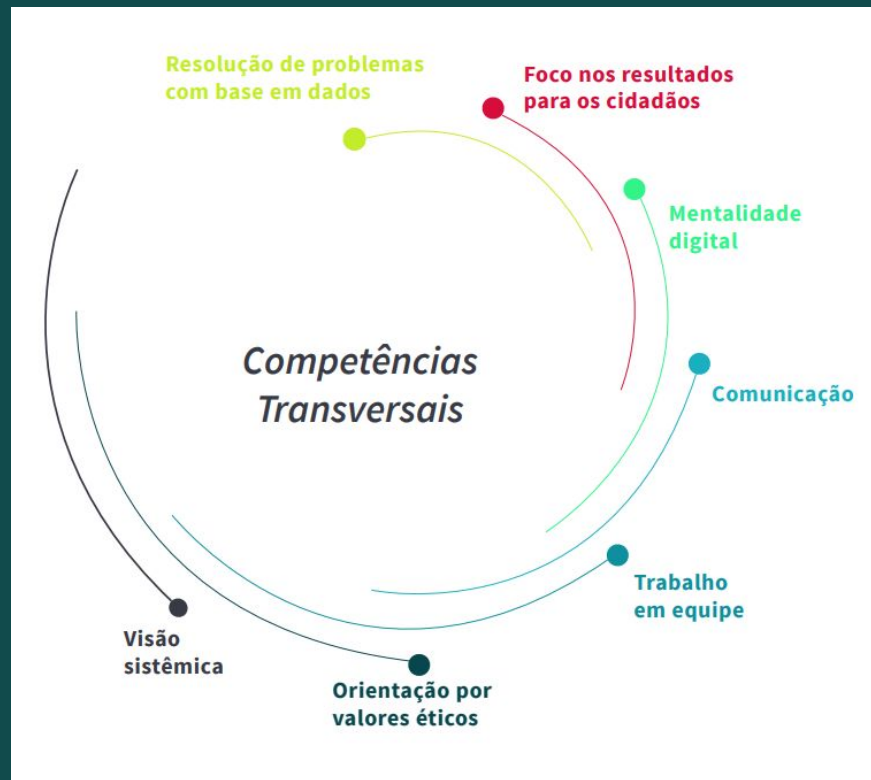 Resolução de problemas
com base em dados
Foco nos resultados
para os cidadãos
Mentalidade
digital
Competências
Transversais
Comunicação
Trabalho
em equipe
Visão
sistêmica
Orientação por
valores éticos